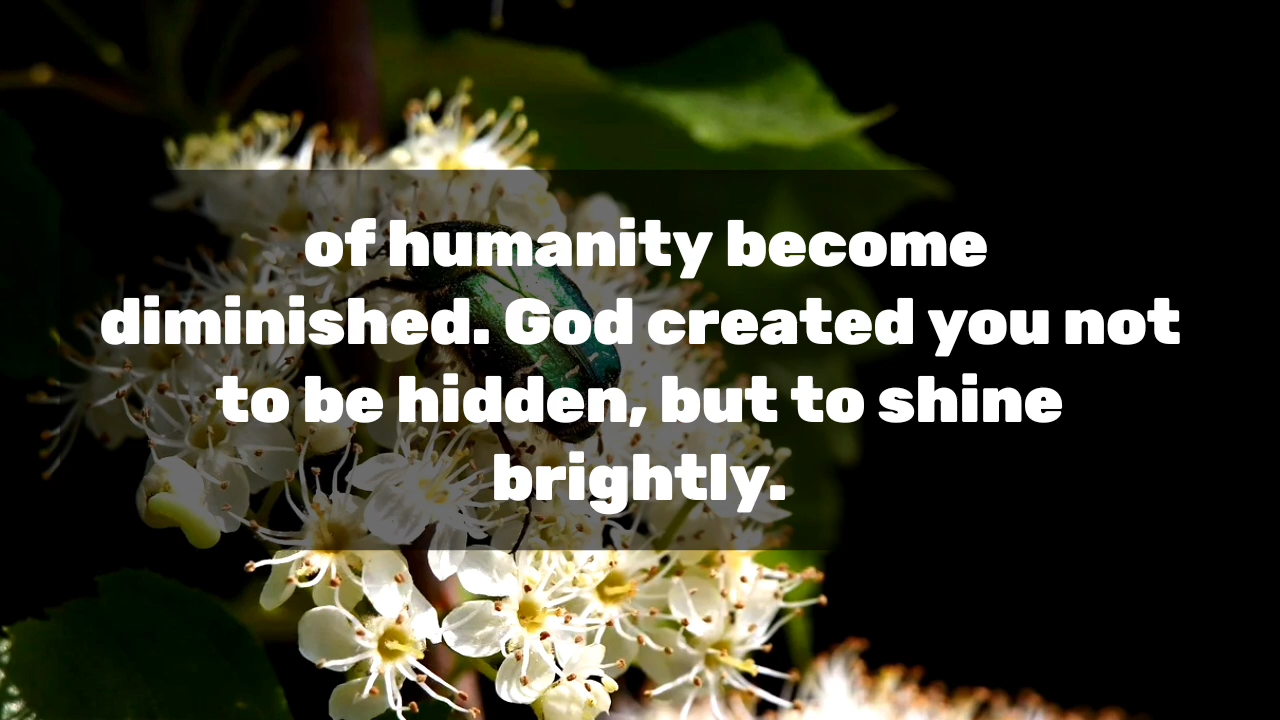 of humanity become
diminished. God created you not
to be hidden, but to shine
brightly.